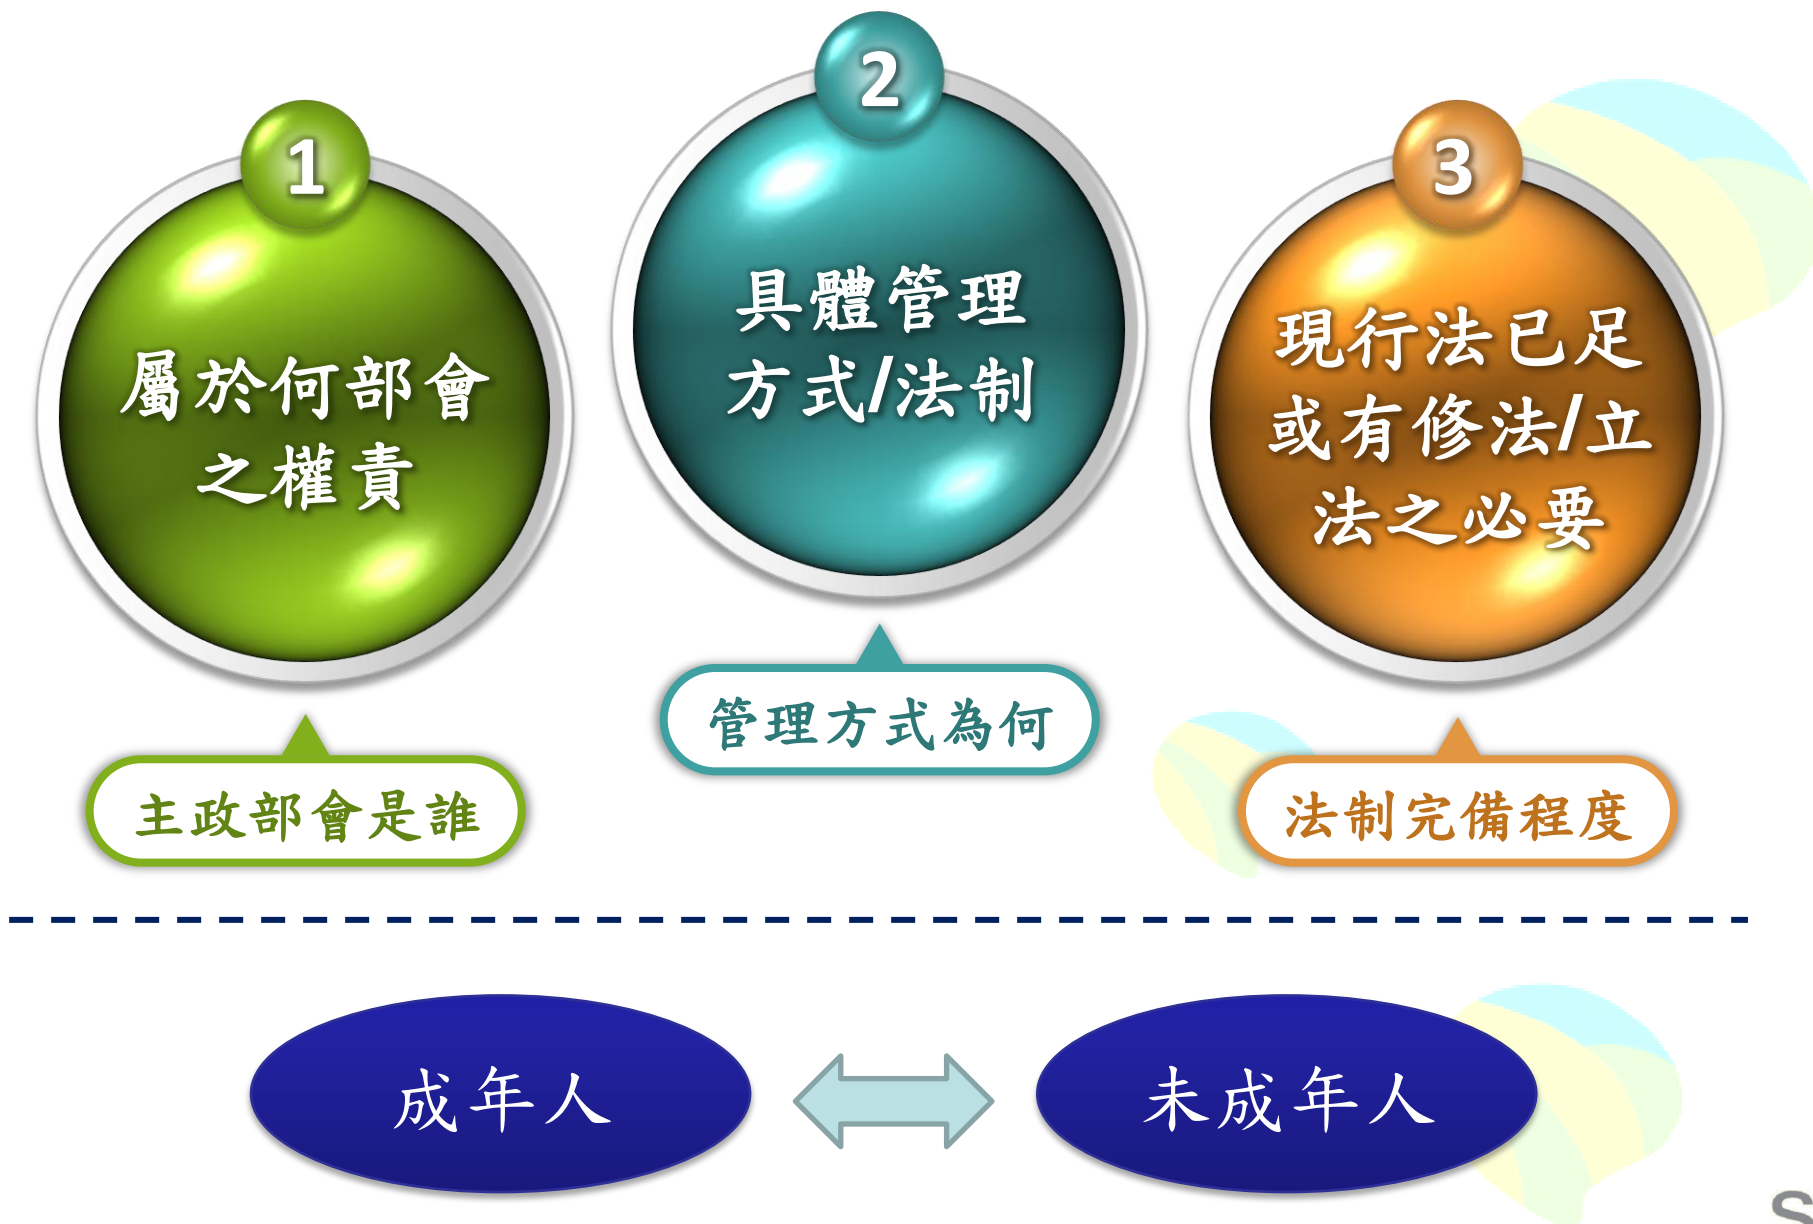 1
屬於何部會
之權責
主政部會是誰
2
具體管理
方式/法制
管理方式為何
3
現行法已足
或有修法/立
法之必要
法制完備程度
成年人
未成年人